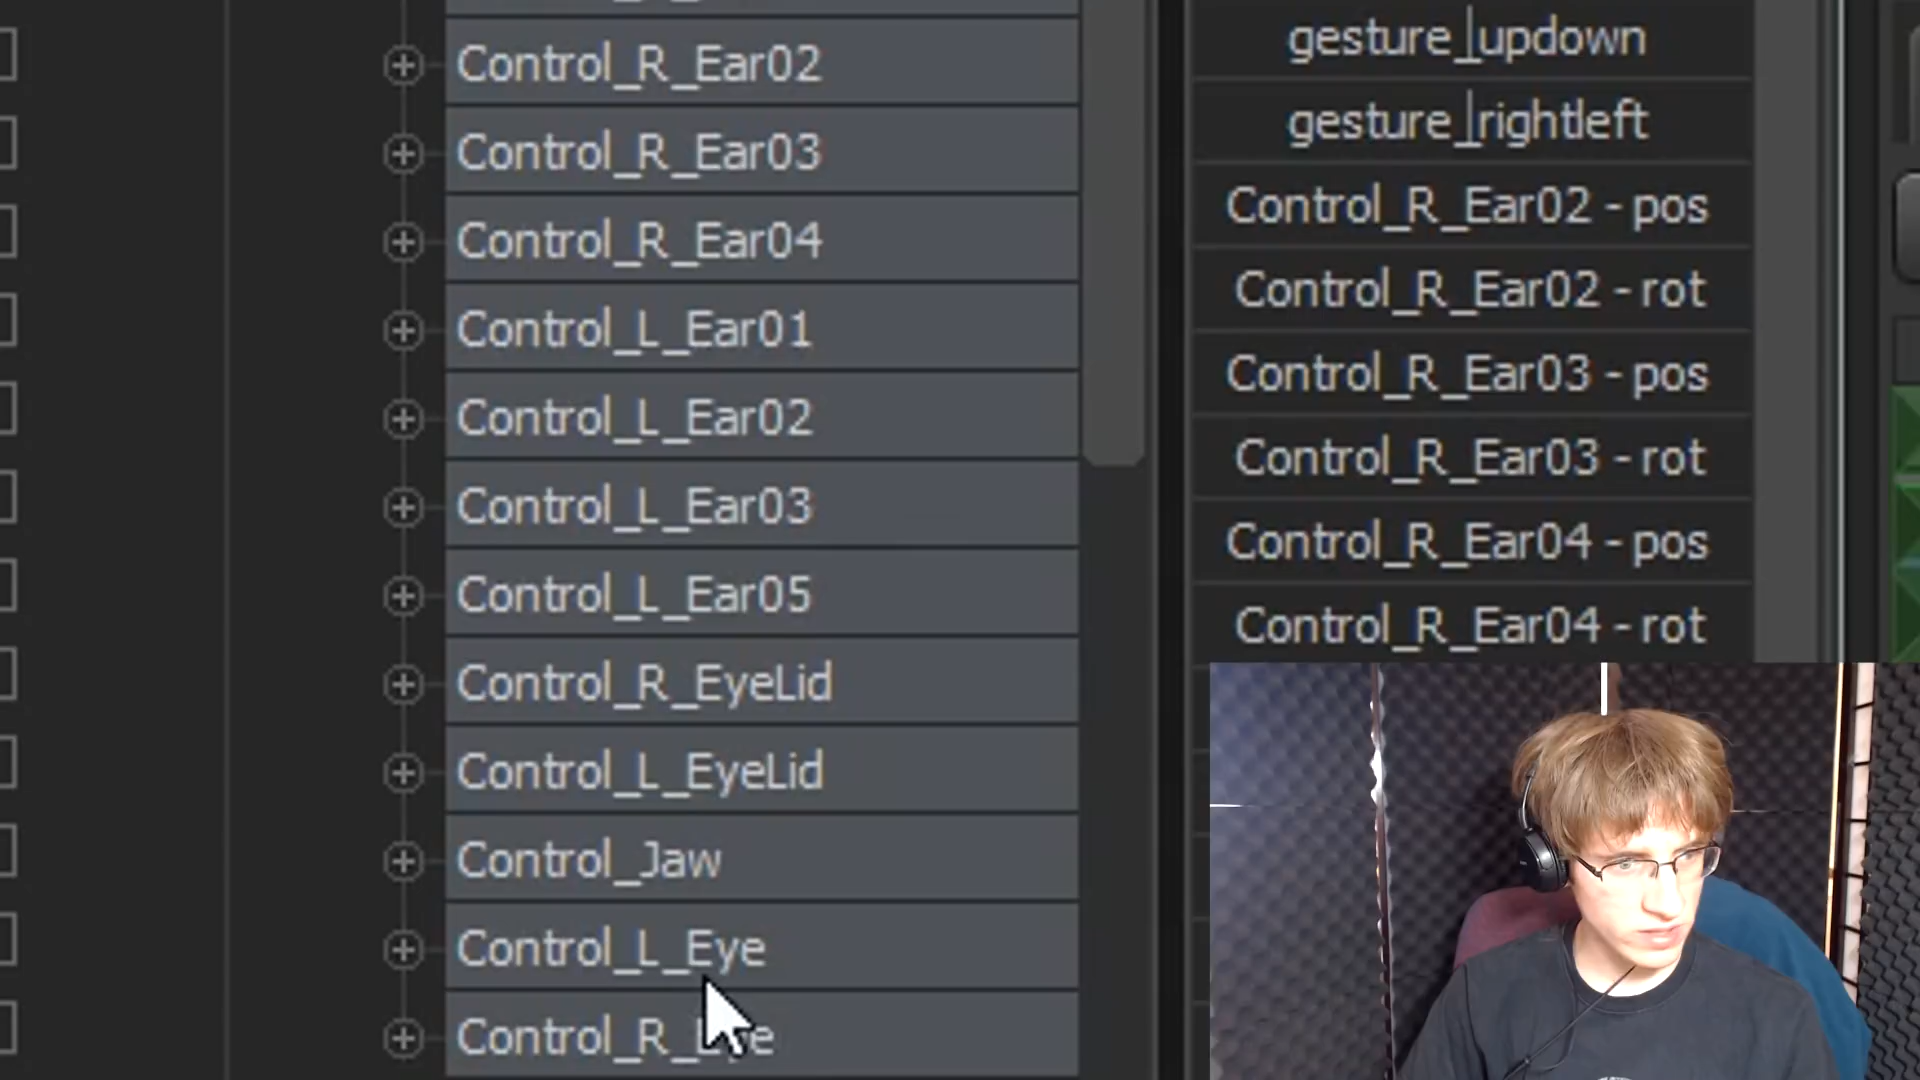 Control_R_Ear02
Control_R_Ear03
Control_R_Ear04
Control_L_Ear01
Control_L_Ear02
Control_L_Ear03
Control_L_Ear05
Control_R_EyeLid
Control_L_EyeLid
Control_Jaw
Control_L_Eye
Control_R_Eye
gesture_updown
gesture_rightleft
Control_R_Ear02 - pos
Control_R_Ear02 - rot
Control_R_Ear03 - pos
Control_R_Ear03 - rot
Control_R_Ear04 - pos
Control_R_Ear04 - rot